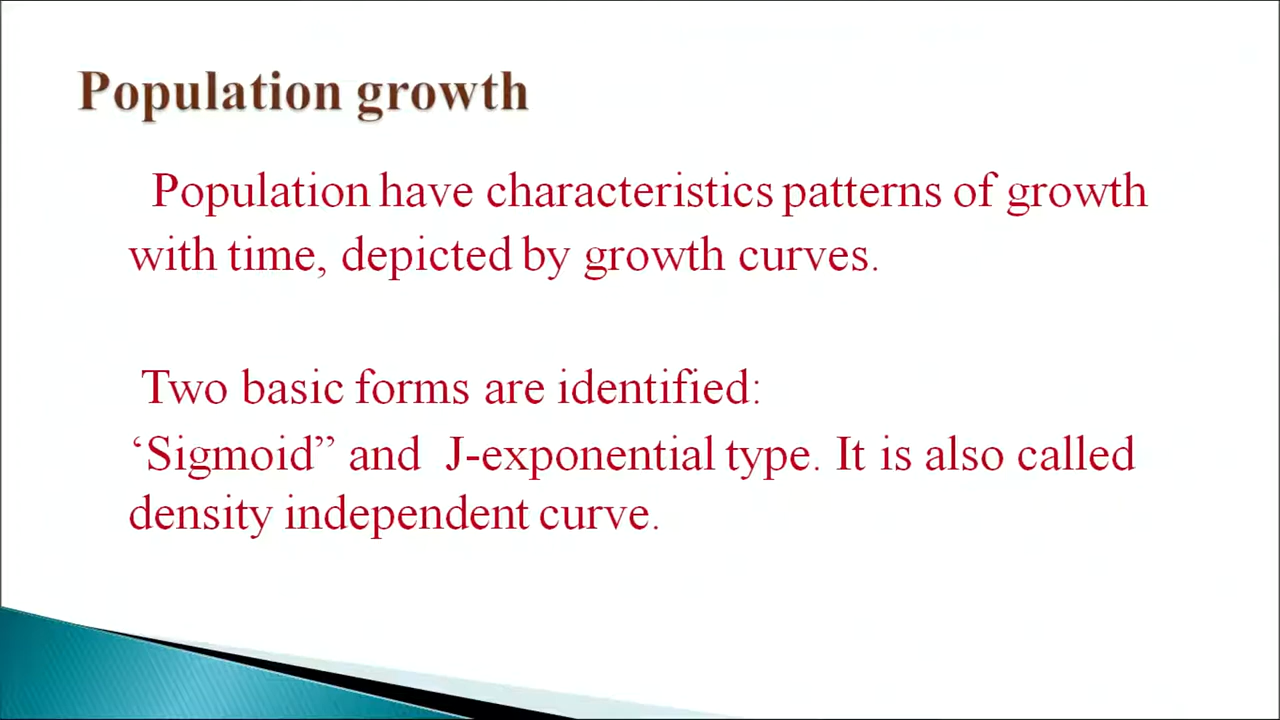 Population growth
Population have characteristics patterns of growth
with time, depicted by growth curves.
Two basic forms are identified:
‘Sigmoid” and J-exponential type. It is also called
density independent curve.